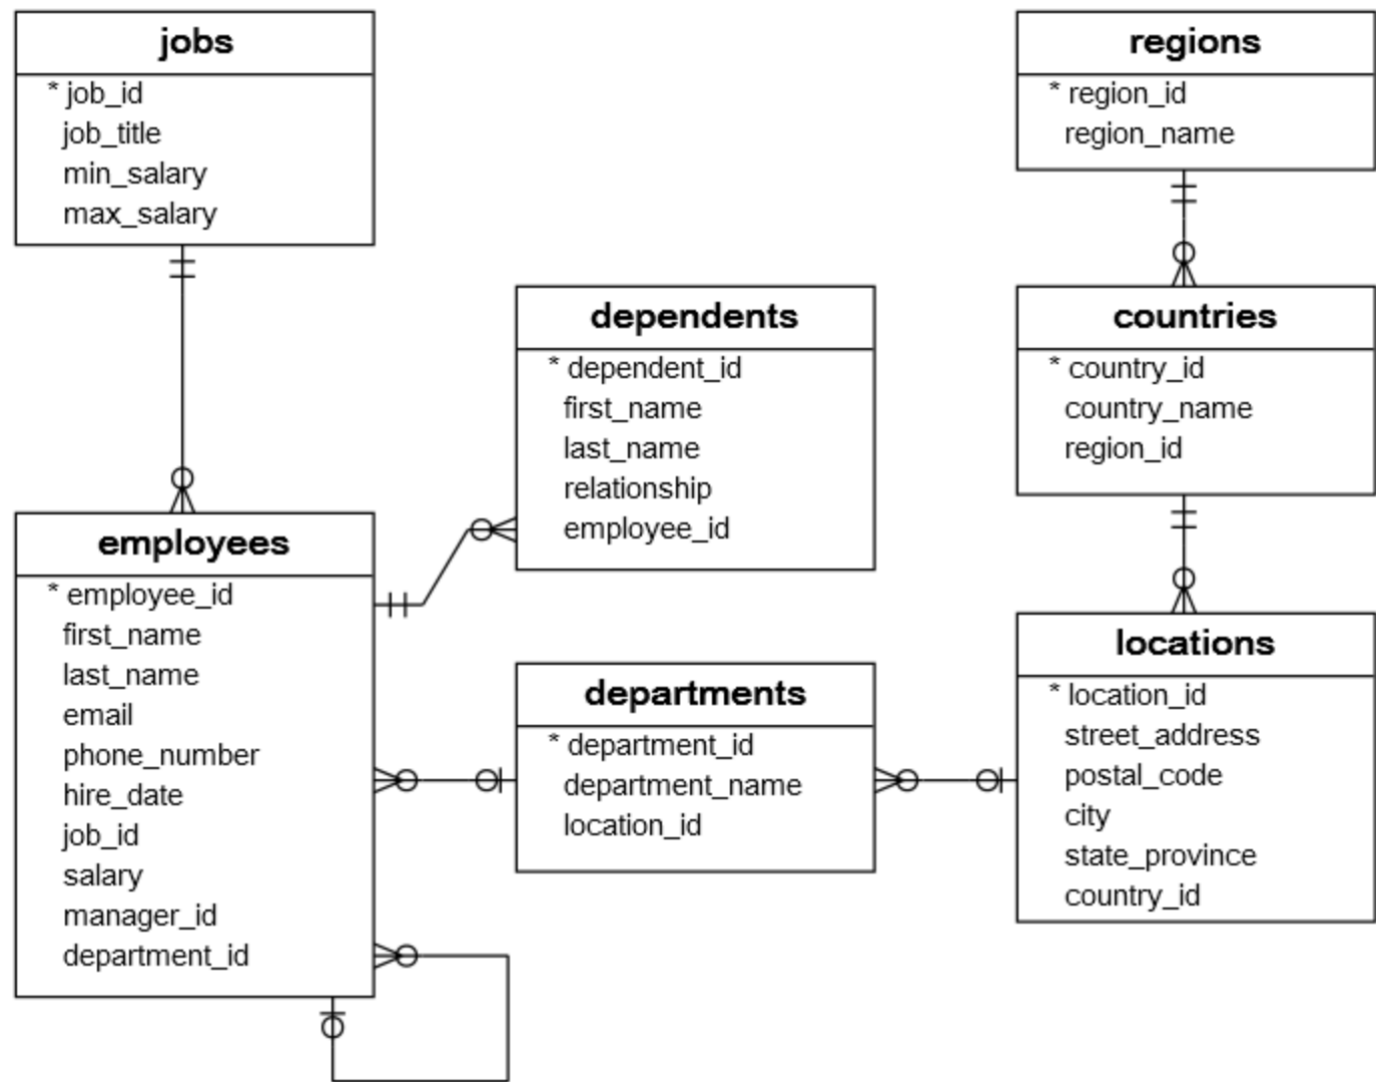 jobs
* job_id
job_title
min_salary
max_salary
regions
* region_id
region_name
dependents
* dependent_id
first_name
last_name
relationship
employee_id
countries
* country_id
country_name
region_id
employees
* employee_id
first_name
last_name
email
phone_number
hire_date
job_id
salary
manager_id
department_id
departments
* department_id
department_name
location_id
locations
* location_id
street_address
postal_code
city
state_province
country_id